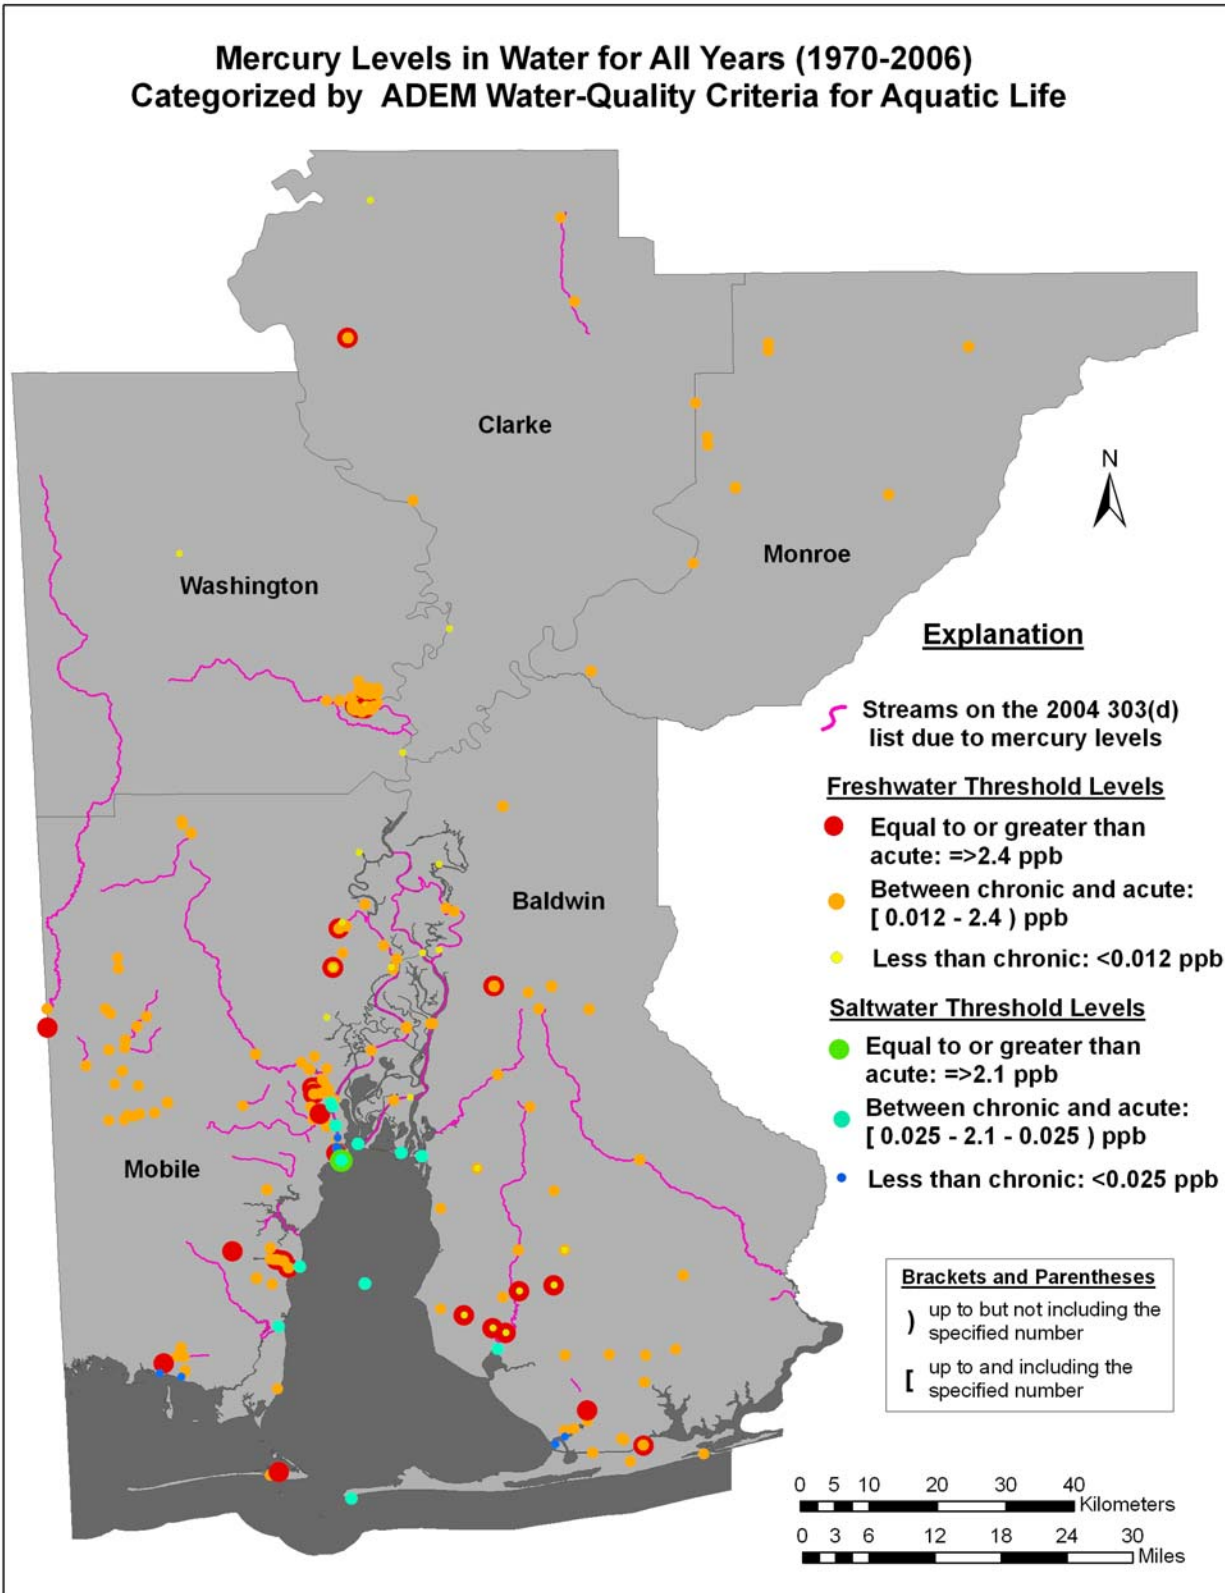 Mercury Levels in Water for All Years (1970-2006)
Categorized by ADEM Water-Quality Criteria for Aquatic Life
Clarke
Monroe
Washington
Baldwin
Mobile
N
Explanation
Streams on the 2004 303(d)
list due to mercury levels
Freshwater Threshold Levels
Equal to or greater than
acute: =>2.4 ppb
Between chronic and acute:
[ 0.012 - 2.4 ) ppb
Less than chronic: <0.012 ppb
Saltwater Threshold Levels
Equal to or greater than
acute: =>2.1 ppb
Between chronic and acute:
[ 0.025 - 2.1 - 0.025 ) ppb
Less than chronic: <0.025 ppb
Brackets and Parentheses
) up to but not including the
specified number
[ up to and including the
specified number
0 5 10 20 30 40
Kilometers
0 3 6 12 18 24 30
Miles